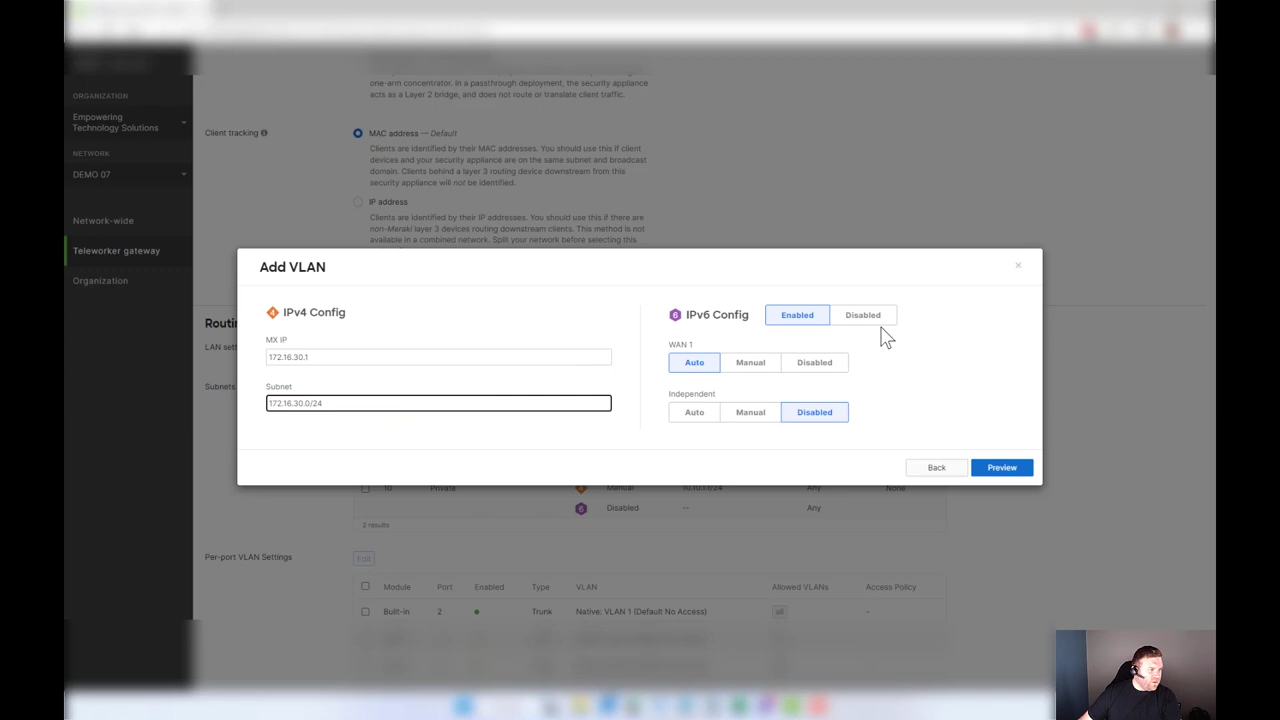 one-arm concentrator. In a passthrough deployment, the security appliance
acts as a Layer 2 bridge, and does not route or translate client traffic.
ORGANIZATION
Empowering
Technology Solutions
NETWORK
DEMO 07
Network-wide
Teleworker gateway
Organization
Client tracking
MAC address — Default
Clients are identified by their MAC addresses. You should use this if client
devices and your security appliance are on the same subnet and broadcast
domain. Clients behind a layer 3 routing device downstream from this
security appliance will not be identified.
IP address
Clients are identified by their IP addresses. You should use this if there are
non-Meraki layer 3 devices routing downstream clients. This method is not
available in a combined network. Split your network before selecting this
Add VLAN
×
4 IPv4 Config
MX IP
172.16.30.1
Subnet
172.16.30.0/24
6 IPv6 Config Enabled Disabled
WAN 1
Auto Manual Disabled
Independent
Auto Manual Disabled
Back Preview
LAN sett
Subnets
10 Private Manual Any None
6 Disabled -- Any
2 results
Per-port VLAN Settings Edit
Module Port Enabled Type VLAN Allowed VLANs Access Policy
Built-in 2 Trunk Native: VLAN 1 (Default No Access) all -